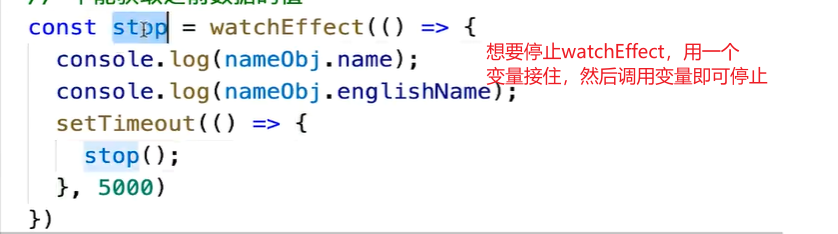 const stop = watchEffect(() => {
console.log(nameObj.name);
console.log(nameObj.englishName);
setTimeout(() => {
stop();
}, 5000)
})
想要停止watchEffect，用一个
变量接住，然后调用变量即可停止